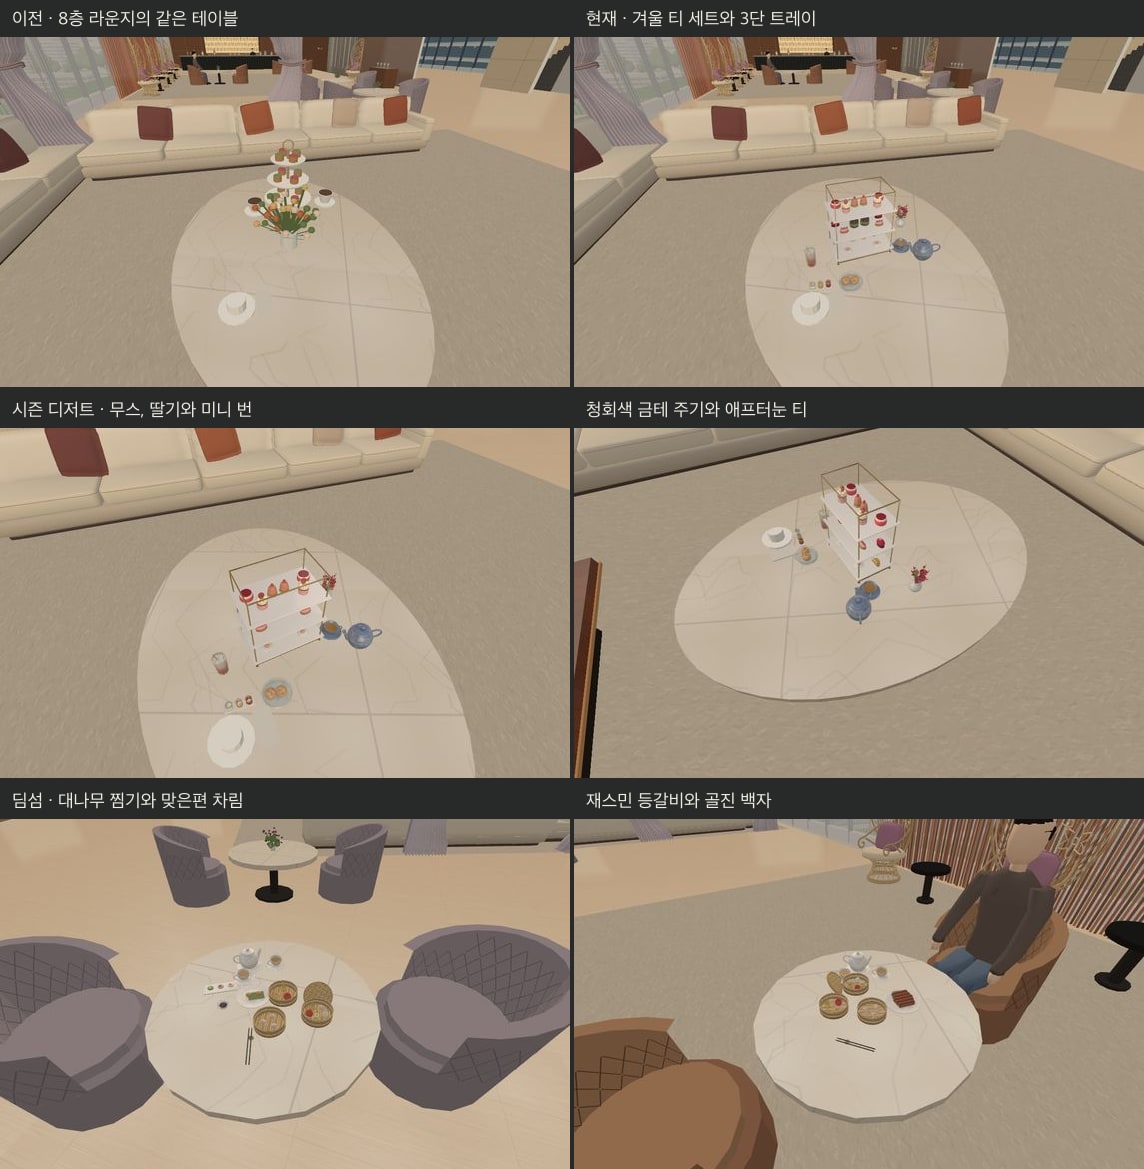 이전 · 8층 라운지의 같은 테이블
현재 · 겨울 티 세트와 3단 트레이
시즌 디저트 · 무스, 딸기와 미니 번
청회색 금테 주기와 애프터눈 티
딤섬 · 대나무 찜기와 맞은편 차림
재스민 등갈비와 골진 백자